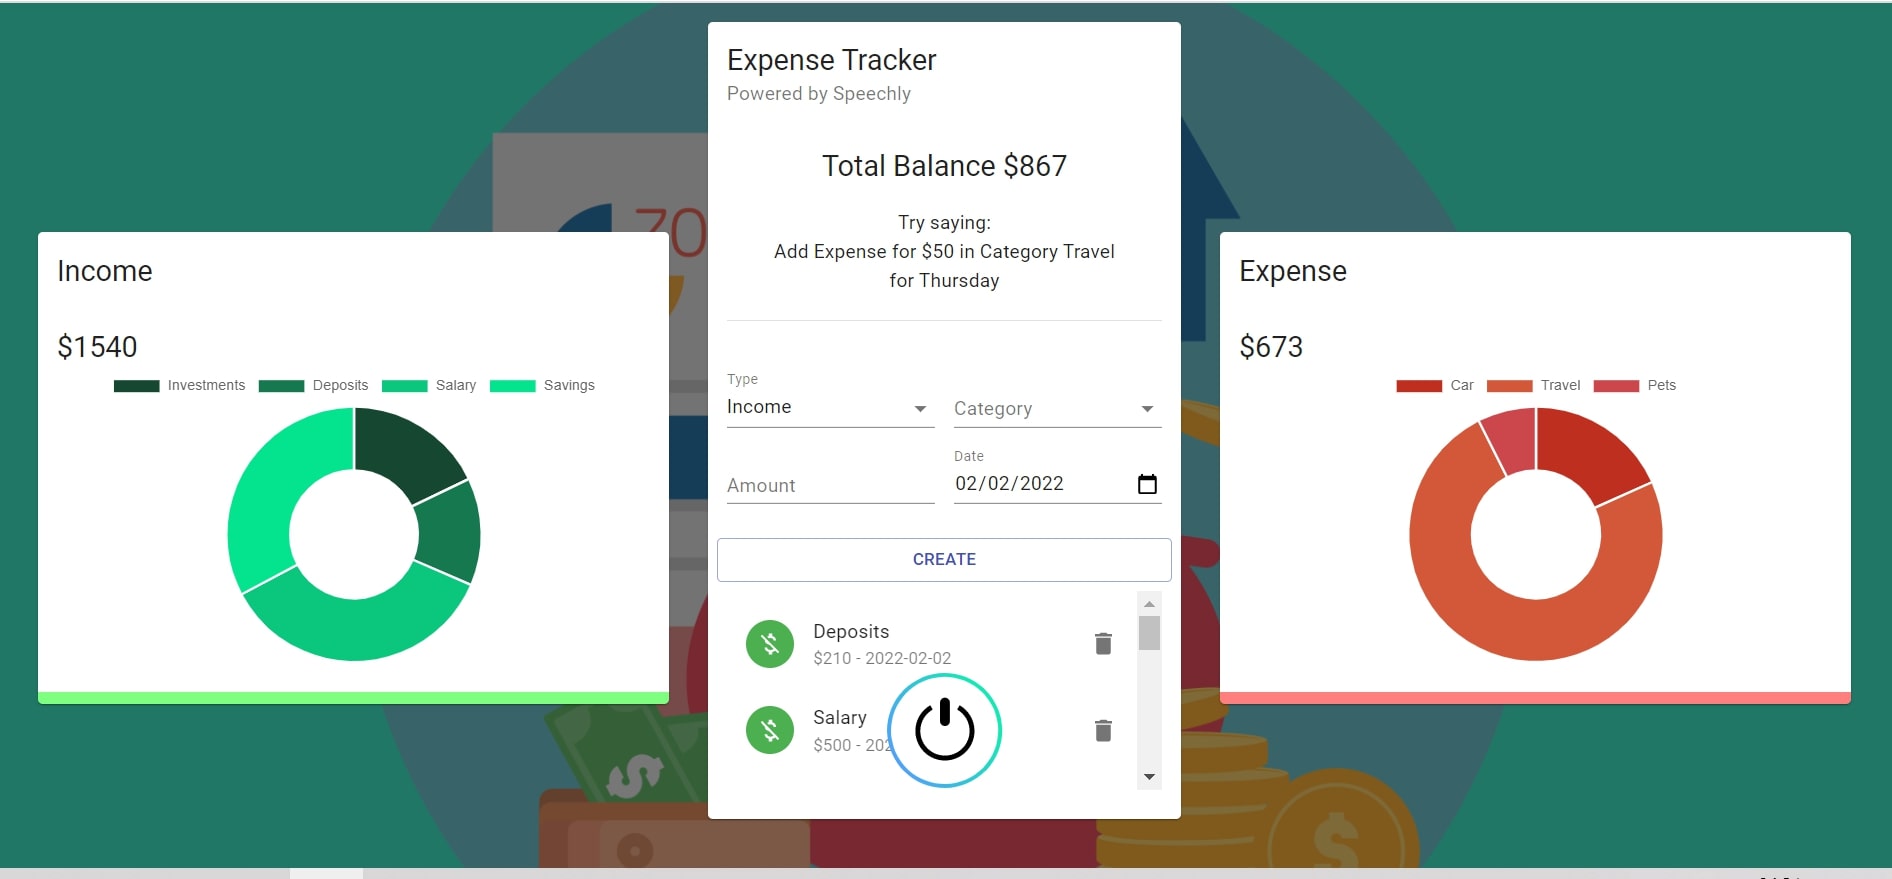 Expense Tracker
Powered by Speechly
Total Balance $867
Try saying:
Add Expense for $50 in Category Travel
for Thursday
70
Income
$1540
Investments Deposits Salary Savings
Type
Income
Category
Amount
Date
02/02/2022
CREATE
Deposits
$210 - 2022-02-02
Salary
$500 - 202
Expense
$673
Car Travel Pets
$
$